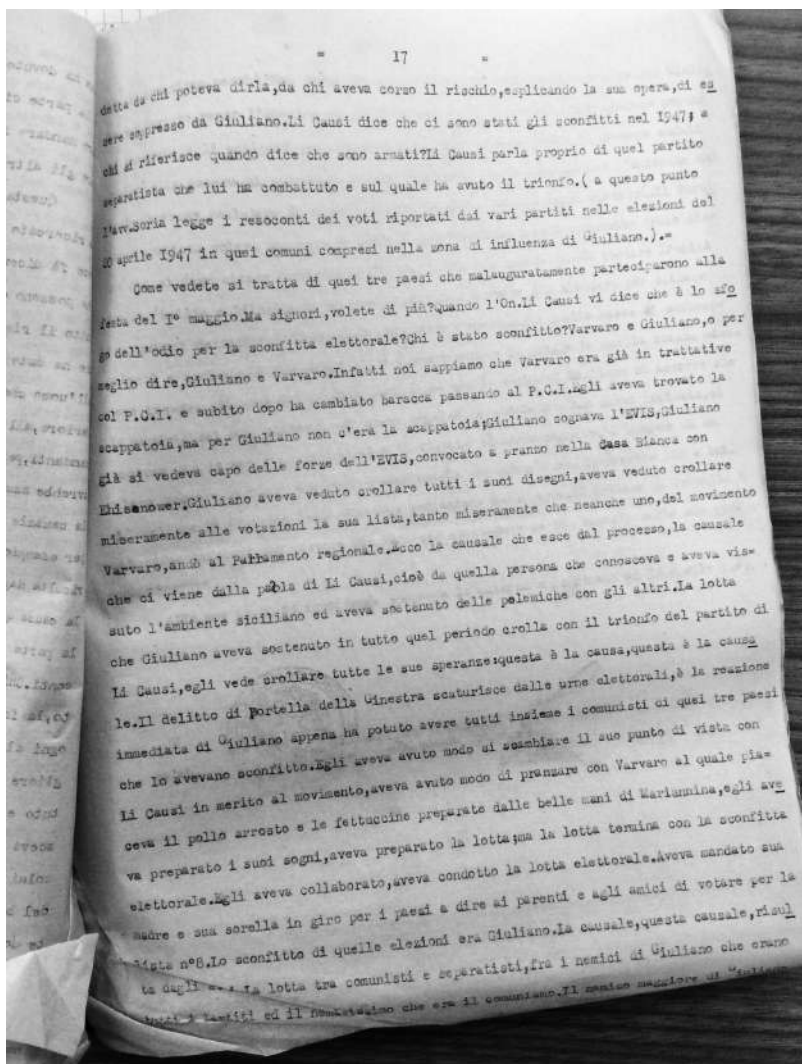 = 17 =
detta da chi poteva dirla,da chi aveva corso il rischio,esplicando la sua opera,di es
sere soppresso da Giuliano.Li Causi dice che ci sono stati gli sconfitti nel 1947; a
chi si riferisce quando dice che sono armati?Li Causi parla proprio di quel partito
separatista che lui ha combattuto e sul quale ha avuto il trionfo.( a questo punto
l'avv.Soria legge i resoconti dei voti riportati dai vari partiti nelle elezioni del
20 aprile 1947 in quei comuni compresi nella zona di influenza di Giuliano.).=
Come vedete si tratta di quei tre paesi che malauguratamente parteciparono alla
festa del I° maggio.Ma signori,volete di più?Quando l'On.Li Causi vi dice che è lo sfo
go dell'odio per la sconfitta elettorale?Chi è stato sconfitto?Varvaro e Giuliano,o per
meglio dire,Giuliano e Varvaro.Infatti noi sappiamo che Varvaro era già in trattative
col P.C.I. e subito dopo ha cambiato baracca passando al P.C.I.Egli aveva trovato la
scappatoia,ma per Giuliano non c'era la scappatoia;Giuliano sognava l'EVIS,Giuliano
già si vedeva capo delle forze dell'EVIS,convocato a pranzo nella Casa Bianca con
Ehisenower.Giuliano aveva veduto crollare tutti i suoi disegni,aveva veduto crollare
miseramente alle votazioni la sua lista,tanto miseramente che neanche uno,del movimento
Varvaro,andò al Parlamento regionale.Ecco la causale che esce dal processo,la causale
che ci viene dalla paola di Li Causi,cioè da quella persona che conosceva e aveva vis=
suto l'ambiente siciliano ed aveva sostenuto delle polemiche con gli altri.La lotta
che Giuliano aveva sostenuto in tutto quel periodo crolla con il trionfo del partito di
Li Causi,egli vede crollare tutte le sue speranze:questa è la causa,questa è la causa
le.Il delitto di Portella della Ginestra scaturisce dalle urne elettorali,è la reazione
immediata di Giuliano appena ha potuto avere tutti insieme i comunisti di quei tre paesi
che lo avevano sconfitto.Egli aveva avuto modo di scambiare il suo punto di vista con
Li Causi in merito al movimento,aveva avuto modo di pranzare con Varvaro al quale pia=
ceva il pollo arrosto e le fettuccine preparate dalle belle mani di Mariannina,egli ave
va preparato i suoi sogni,aveva preparato la lotta;ma la lotta termina con la sconfitta
elettorale.Egli aveva collaborato,aveva condotto la lotta elettorale.Aveva mandato sua
madre e sua sorella in giro per i paesi a dire ai parenti e agli amici di votare per la
lista n°8.Lo sconfitto di quelle elezioni era Giuliano.La causale,questa causale,risul
ta dagli La lotta tra comunisti e separatisti,fra i nemici di Giuliano che erano
tutti i partiti ed il nemicissimo che era il comunismo.Il nemico maggiore di Giuliano